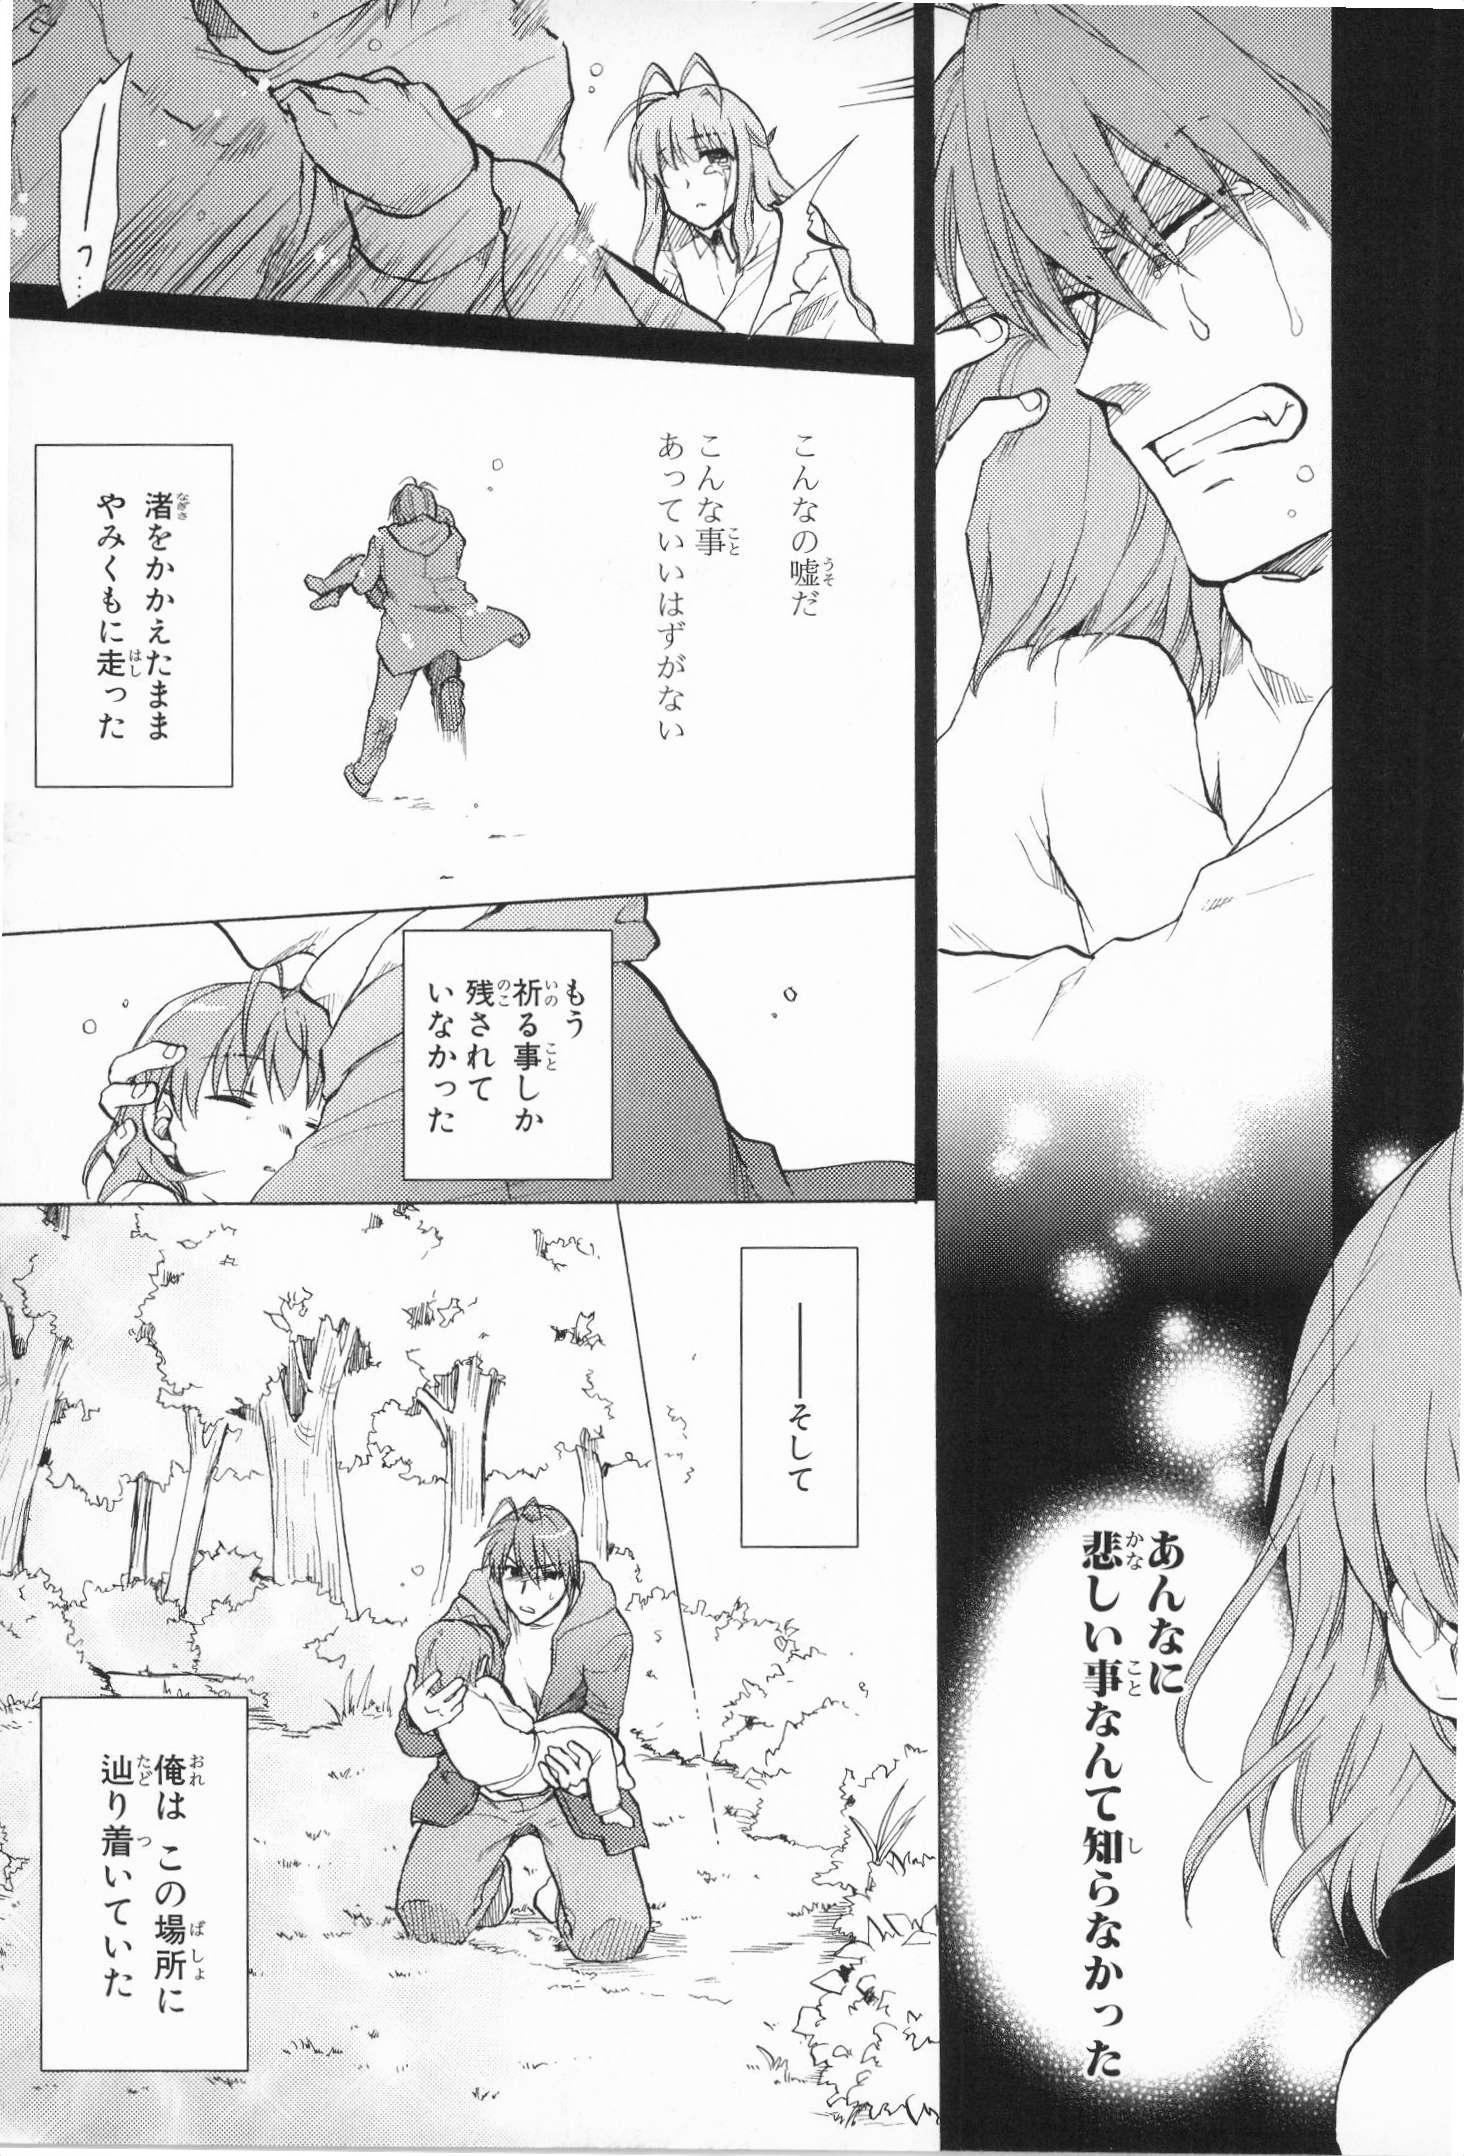 あんなに
悲しい事なんて知らなかった
――っ…
こんなの嘘だ
こんな事
あっていいはずがない
渚をかかえたまま
やみくもに走った
もう
祈る事しか
残されて
いなかった
――そして
俺は この場所に
辿り着いていた